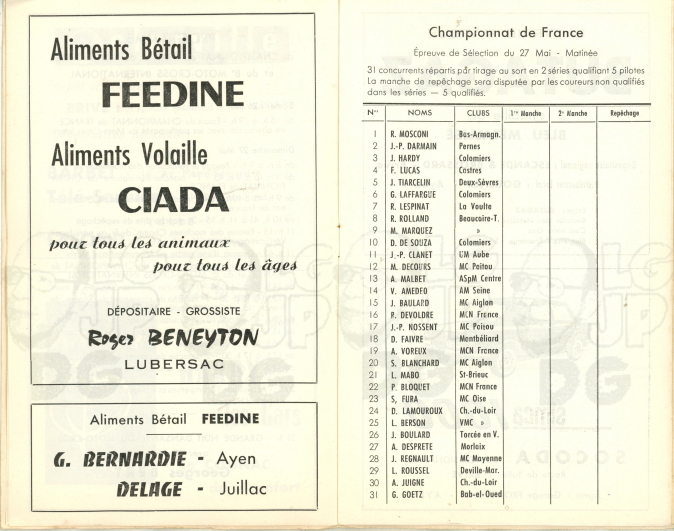 Aliments Bétail
FEEDINE
Aliments Volaille
CIADA
pour tous les animaux
pour tous les âges
DÉPOSITAIRE - GROSSISTE
Roger BENEYTON
LUBERSAC
Aliments Bétail FEEDINE
G. BERNARDIE - Ayen
DELAGE - Juillac
Championnat de France
Épreuve de Sélection du 27 Mai - Matinée
31 concurrents répartis par tirage au sort en 2 séries qualifiant 5 pilotes
La manche de repêchage sera disputée par les coureurs non qualifiés
dans les séries — 5 qualifiés.
Nos NOMS CLUBS 1re Manche 2e Manche Repêchage
1 R. MOSCONI Bas-Armagn.
2 J.-P. DARMAIN Pernes
3 J. HARDY Colomiers
4 F. LUCAS Castres
5 J. TIARCELIN Deux-Sèvres
6 G. LAFFARGUE Colomiers
7 R. LESPINAT La Voulte
8 R. ROLLAND Beaucaire-T.
9 M. MARQUEZ »
10 D. DE SOUZA Colomiers
11 J.-P. CLANET UM Aube
12 M. DECOURS MC Poitou
13 A. MALBET ASpM Centre
14 V. AMEDEO AM Seine
15 J. BAULARD MC Aiglon
16 R. DEVOLDRE MCN France
17 J.-P. NOSSENT MC Poitou
18 D. FAIVRE Montbéliard
19 A. VOREUX MCN France
20 S. BLANCHARD MC Aiglon
21 L. MABO St-Brieuc
22 P. BLOQUET MCN France
23 S, FURA MC Oise
24 D. LAMOUROUX Ch.-du-Loir
25 L. BERSON VMC »
26 J. BOULARD Torcée en V.
27 A. DESPRETE Morlaix
28 J. REGNAULT MC Mayenne
29 L. ROUSSEL Deville-Mar.
30 A. JUIGNE Ch.-du-Loir
31 G. GOETZ Bab-el-Oued